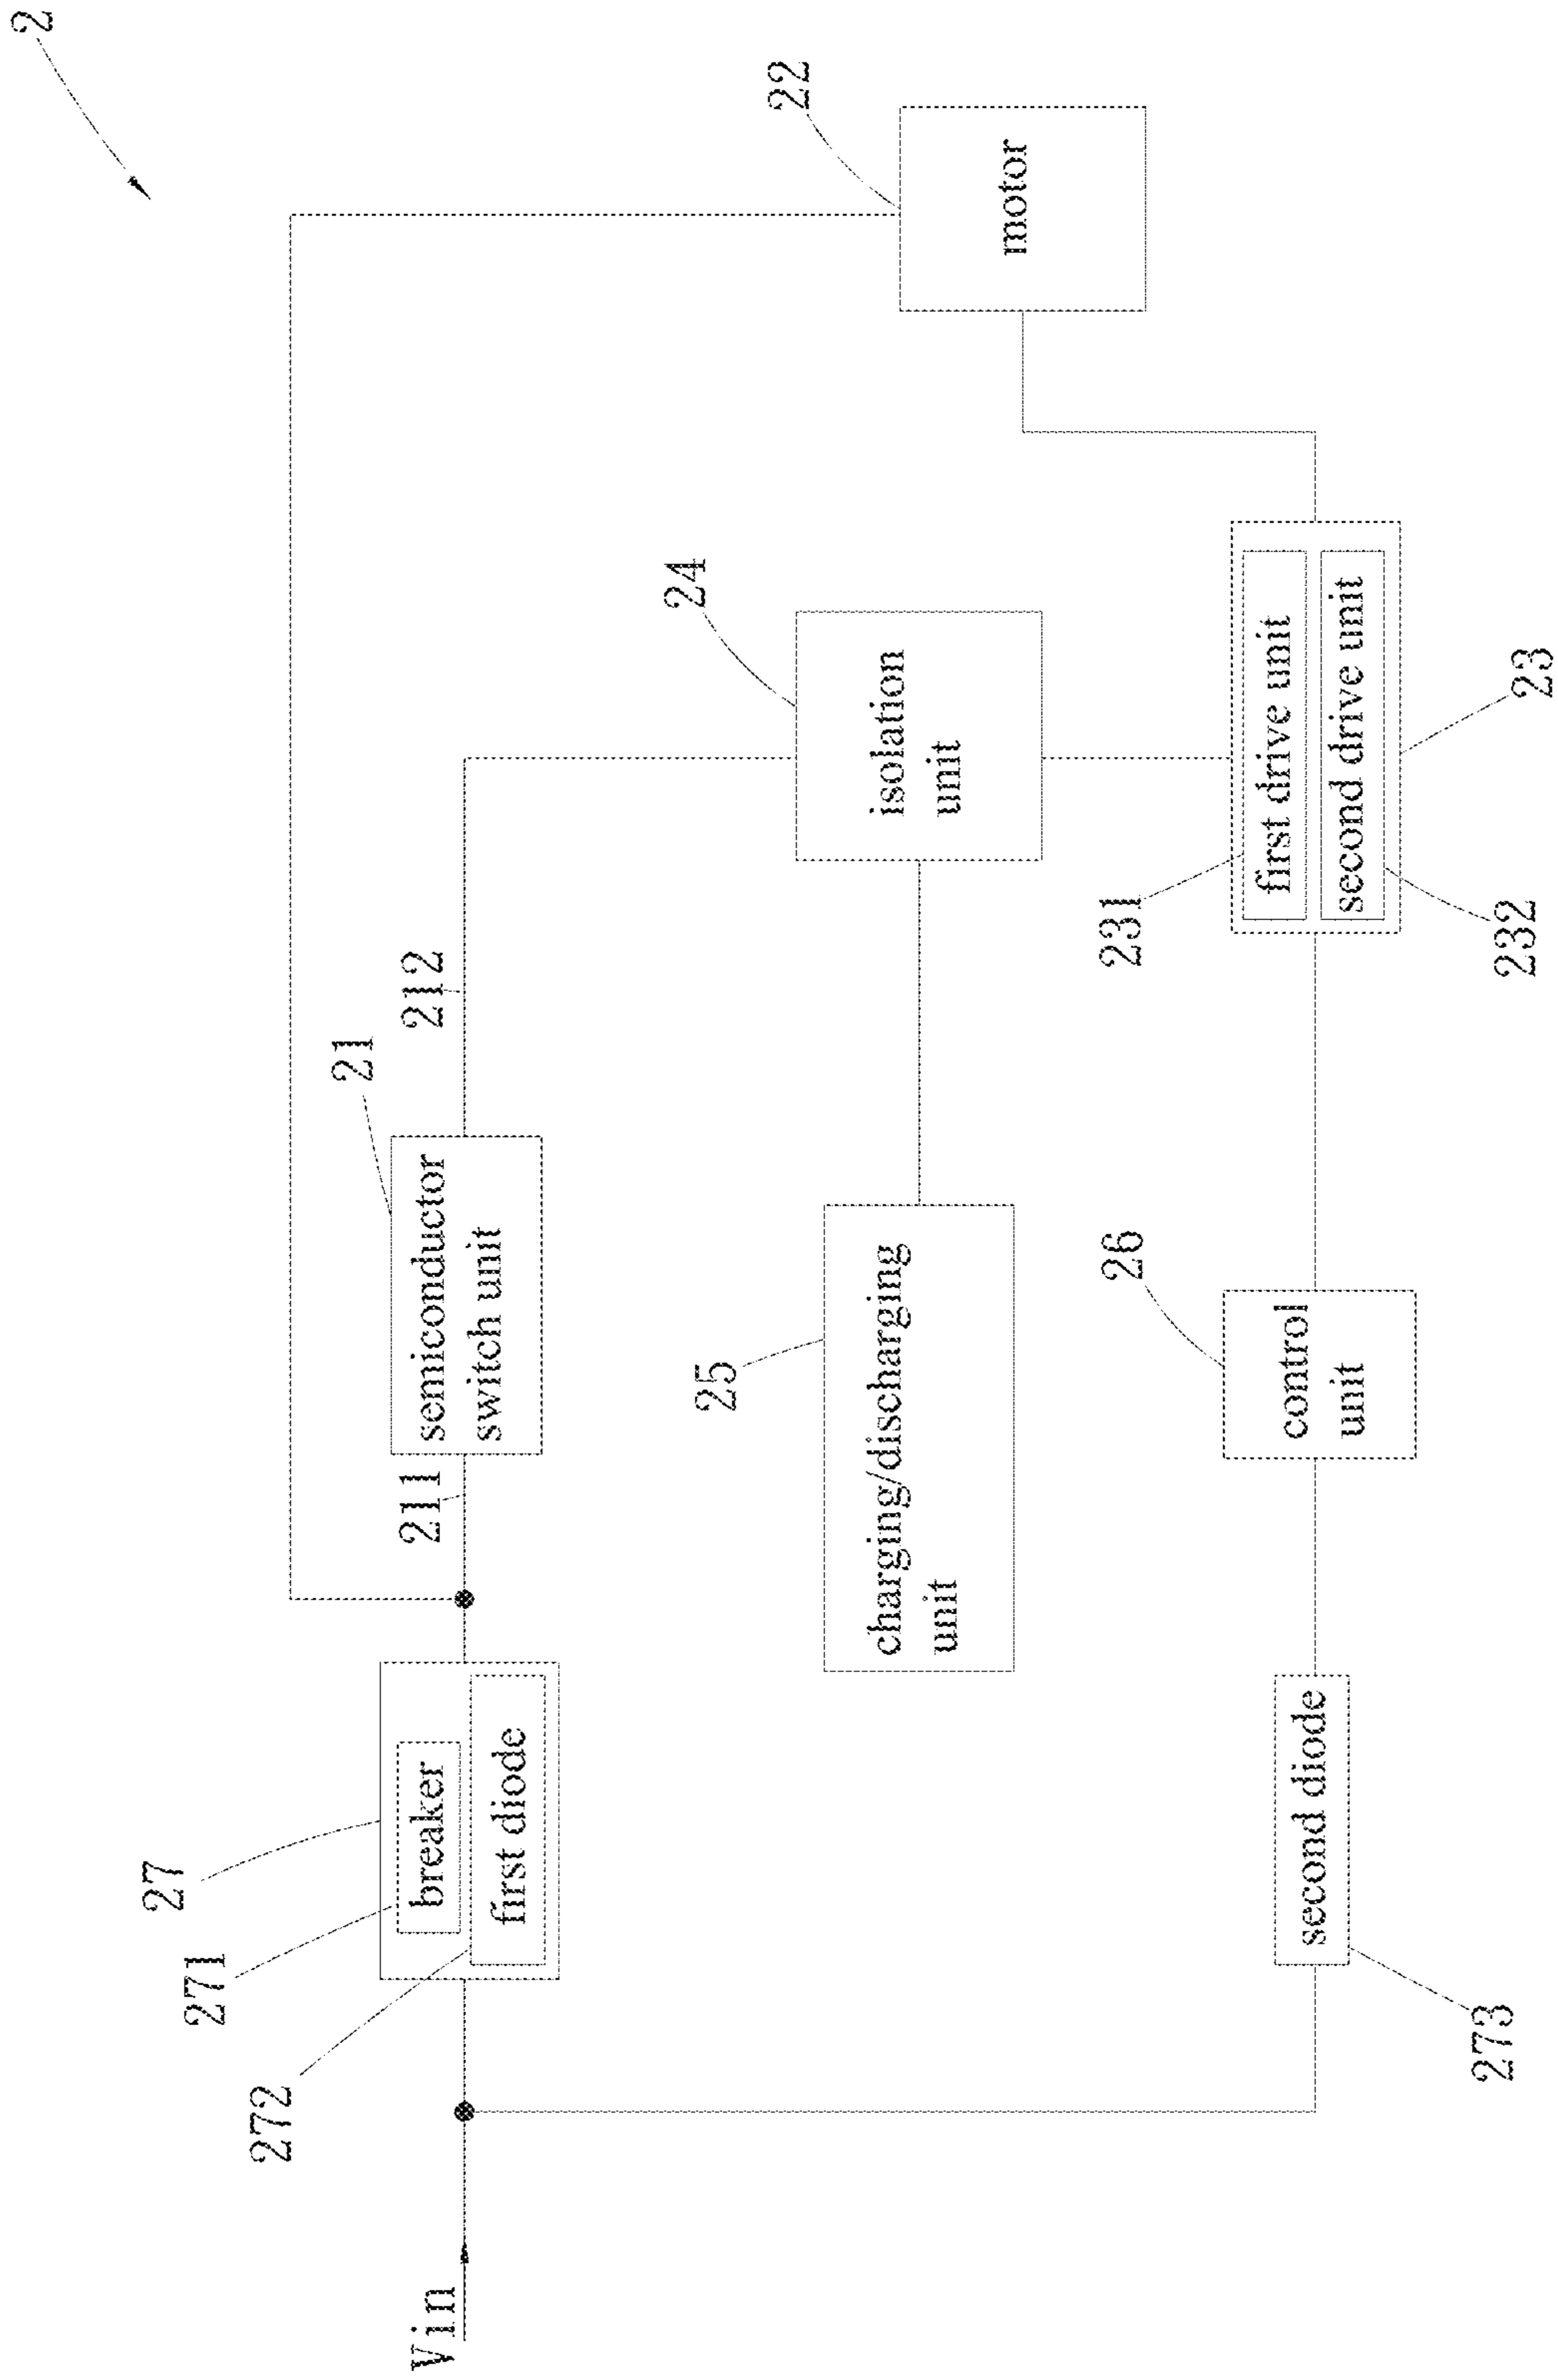 2
22
motor
24
isolation
unit
first drive unit
second drive unit
23
231
232
212
21
semiconductor
switch unit
211
25
charging/discharging
unit
26
control
unit
27
breaker
first diode
271
272
second diode
273
Vin